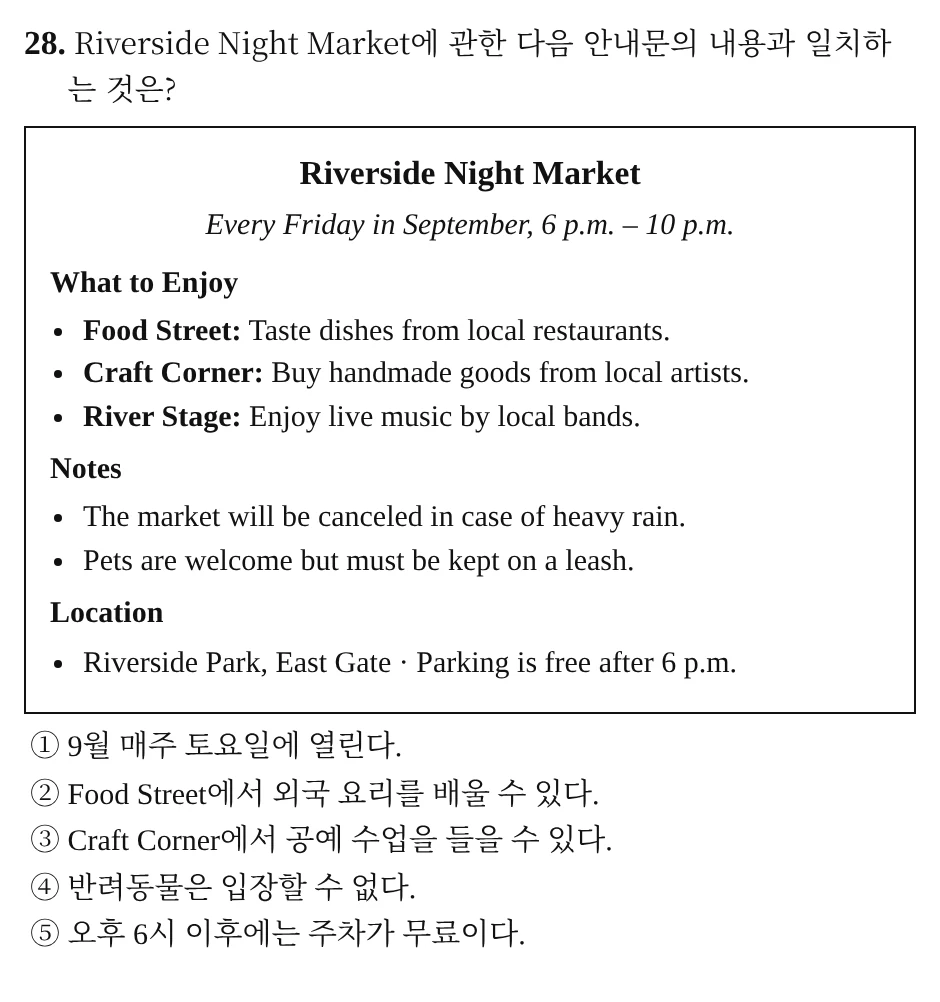 28. Riverside Night Market에 관한 다음 안내문의 내용과 일치하
는 것은?
Riverside Night Market
Every Friday in September, 6 p.m. – 10 p.m.
What to Enjoy
• Food Street: Taste dishes from local restaurants.
• Craft Corner: Buy handmade goods from local artists.
• River Stage: Enjoy live music by local bands.
Notes
• The market will be canceled in case of heavy rain.
• Pets are welcome but must be kept on a leash.
Location
• Riverside Park, East Gate · Parking is free after 6 p.m.
① 9월 매주 토요일에 열린다.
② Food Street에서 외국 요리를 배울 수 있다.
③ Craft Corner에서 공예 수업을 들을 수 있다.
④ 반려동물은 입장할 수 없다.
⑤ 오후 6시 이후에는 주차가 무료이다.